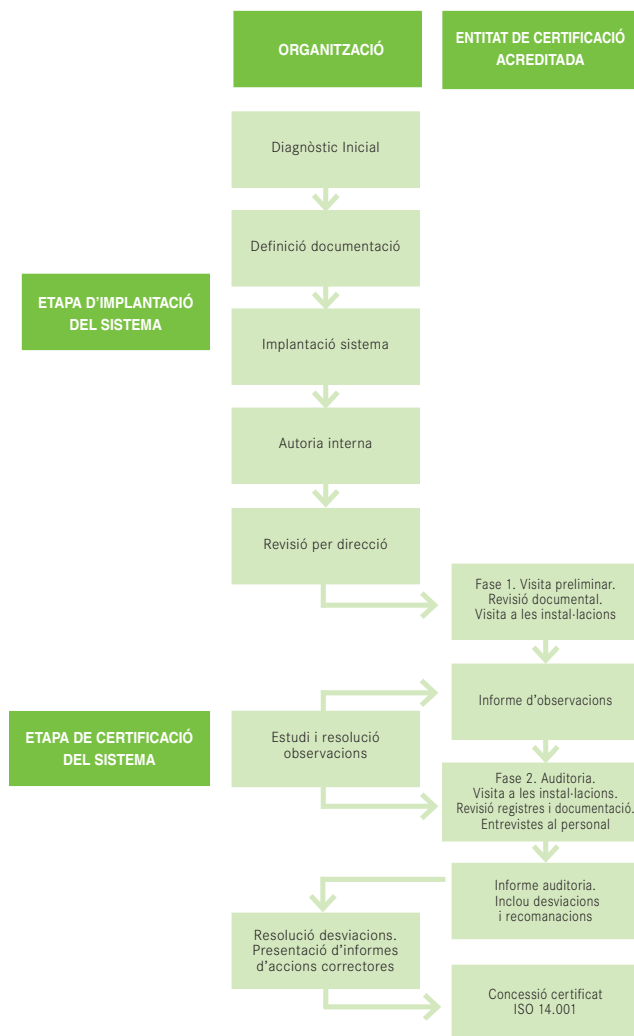 ORGANITZACIÓ
ENTITAT DE CERTIFICACIÓ
ACREDITADA
Diagnòstic Inicial
Definició documentació
ETAPA D'IMPLANTACIÓ
DEL SISTEMA
Implantació sistema
Autoria interna
Revisió per direcció
Fase 1. Visita preliminar.
Revisió documental.
Visita a les instal·lacions
Informe d'observacions
ETAPA DE CERTIFICACIÓ
DEL SISTEMA
Estudi i resolució
observacions
Fase 2. Auditoria.
Visita a les instal·lacions.
Revisió registres i documentació.
Entrevistes al personal
Informe auditoria.
Inclou desviacions
i recomanacions
Resolució desviacions.
Presentació d'informes
d'accions correctores
Concessió certificat
ISO 14.001